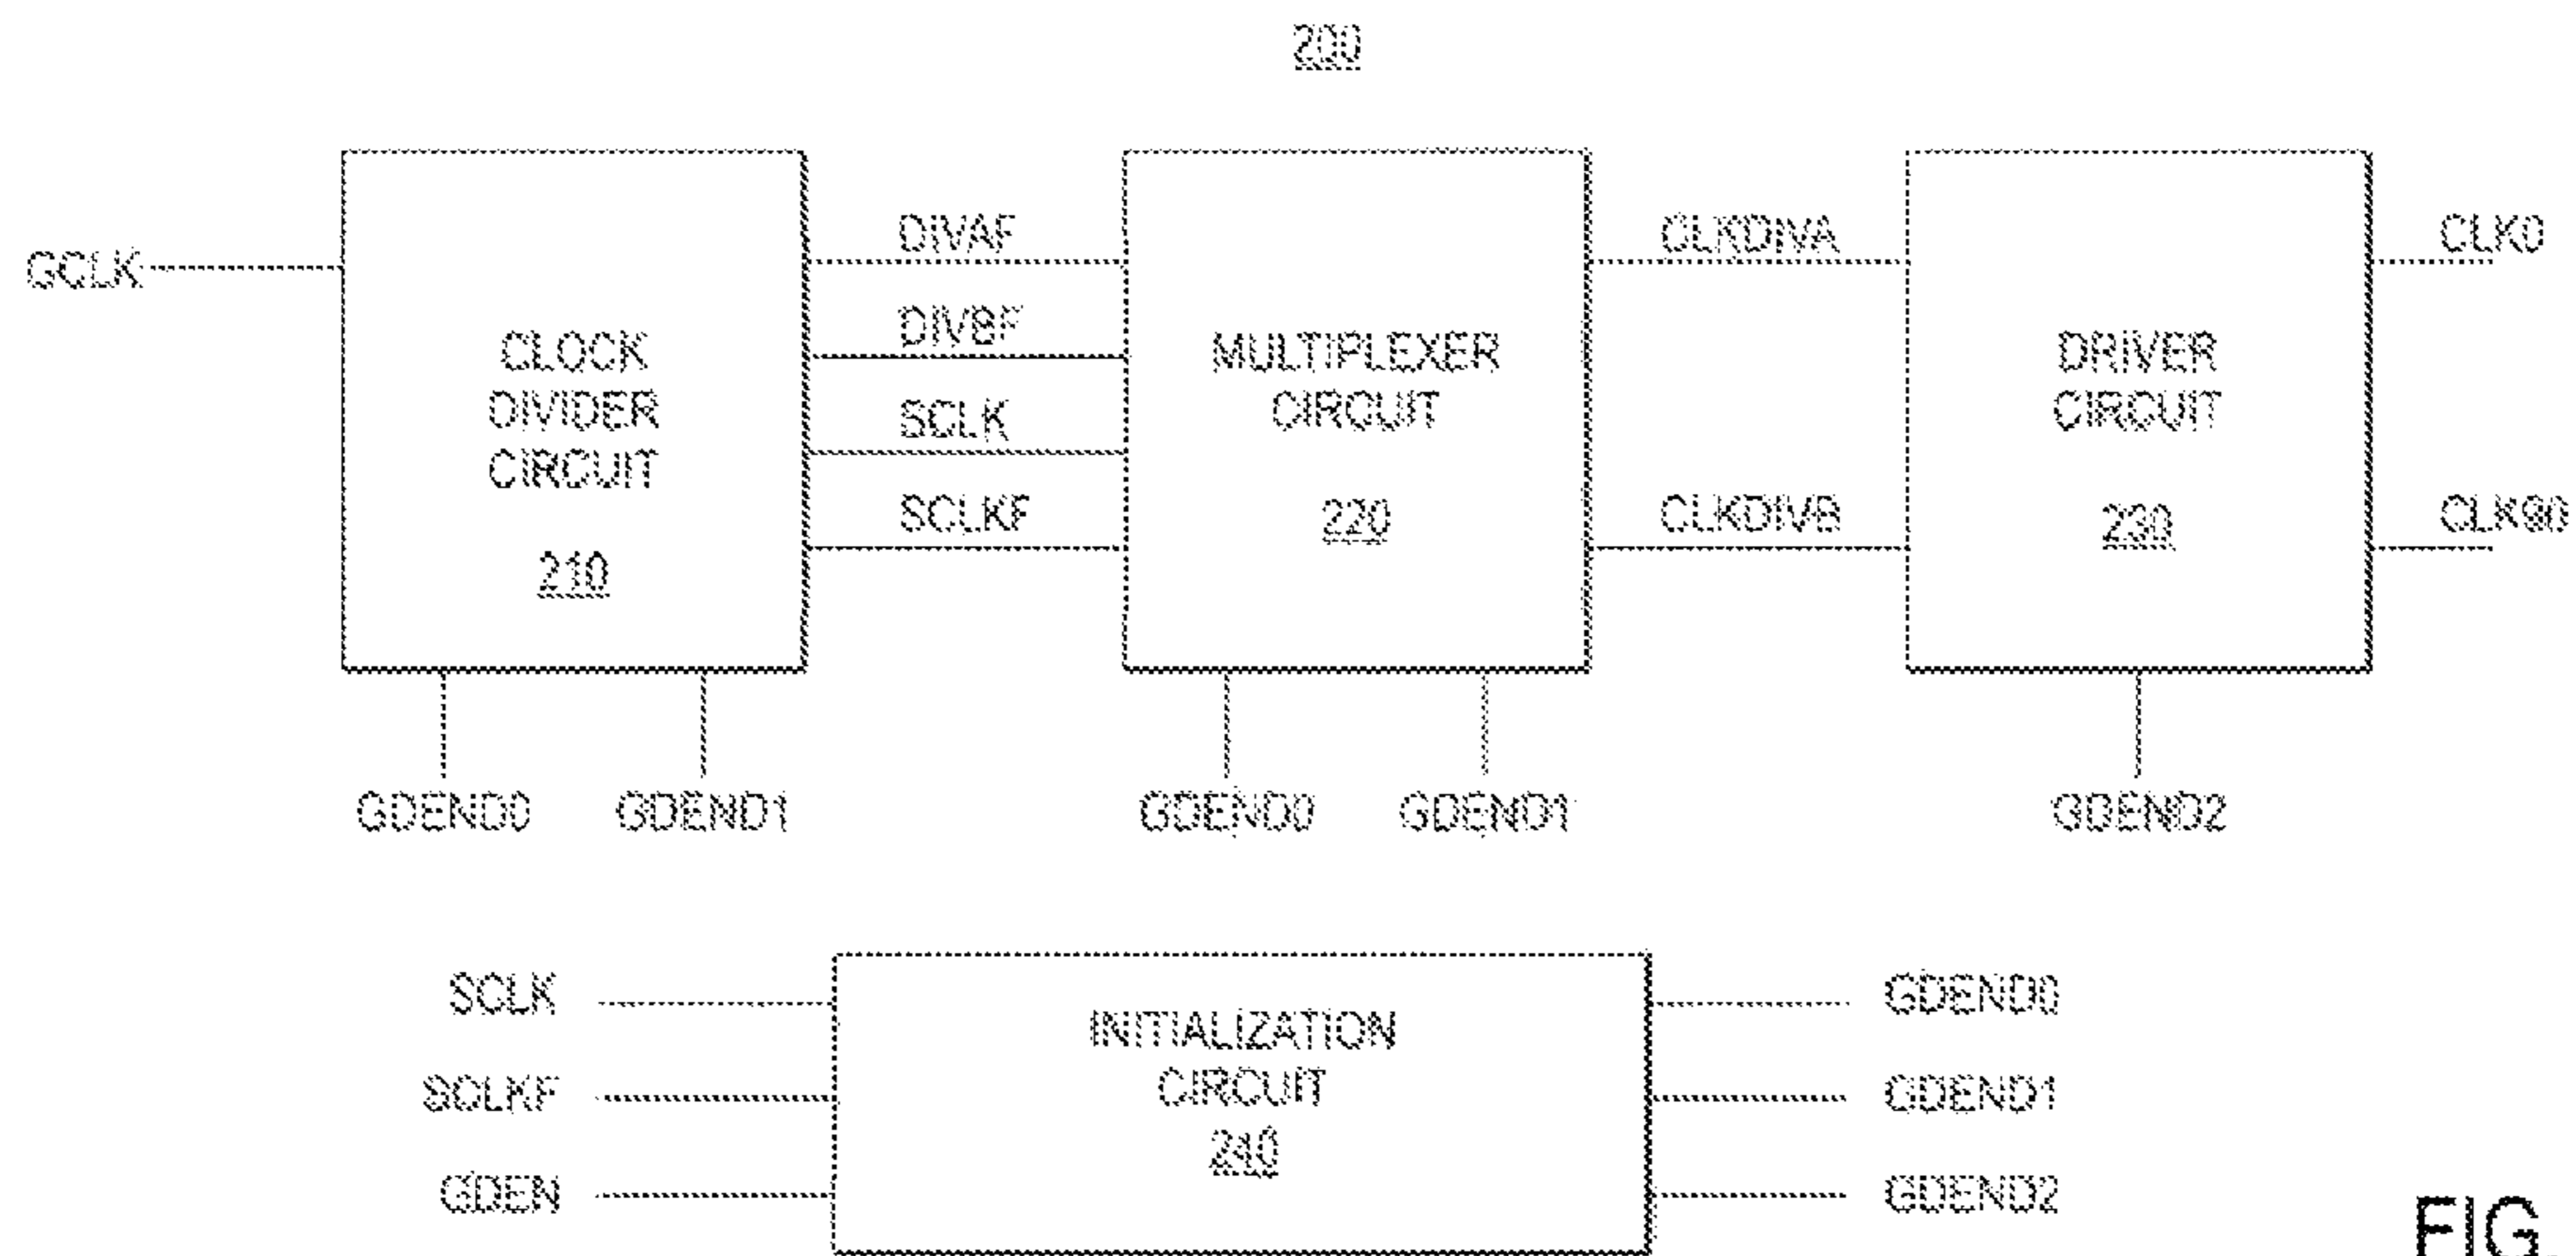 200
GCLK
CLOCK
DIVIDER
CIRCUIT
210
DIVAF
DIVBF
SCLK
SCLKF
MULTIPLEXER
CIRCUIT
220
CLKDIVA
CLKDIVB
DRIVER
CIRCUIT
230
CLK0
CLK90
GDEND0
GDEND1
GDEND0
GDEND1
GDEND2
SCLK
SCLKF
GDEN
INITIALIZATION
CIRCUIT
240
GDEND0
GDEND1
GDEND2
FIG